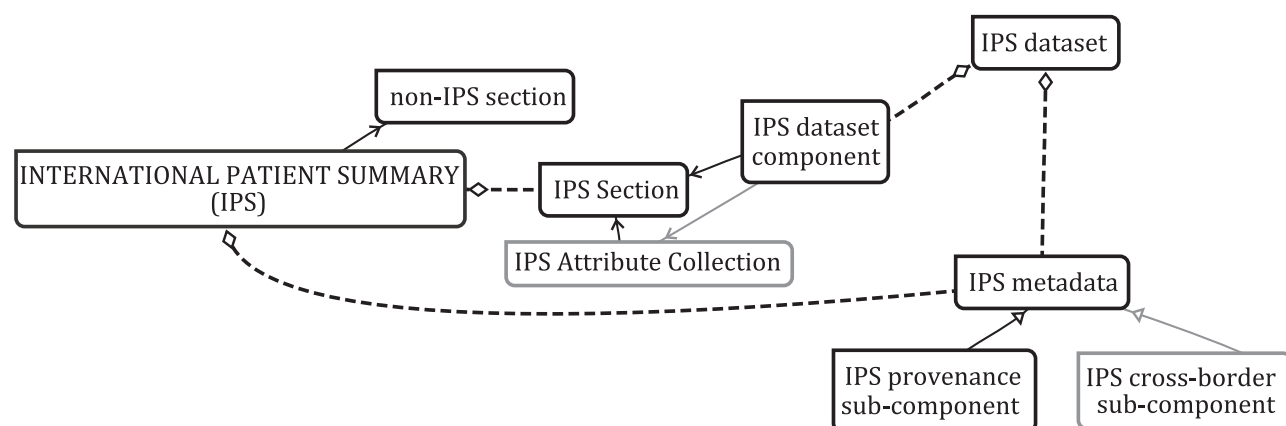 IPS dataset
non-IPS section
IPS dataset
component
INTERNATIONAL PATIENT SUMMARY
(IPS)
IPS Section
IPS Attribute Collection
IPS metadata
IPS provenance
sub-component
IPS cross-border
sub-component